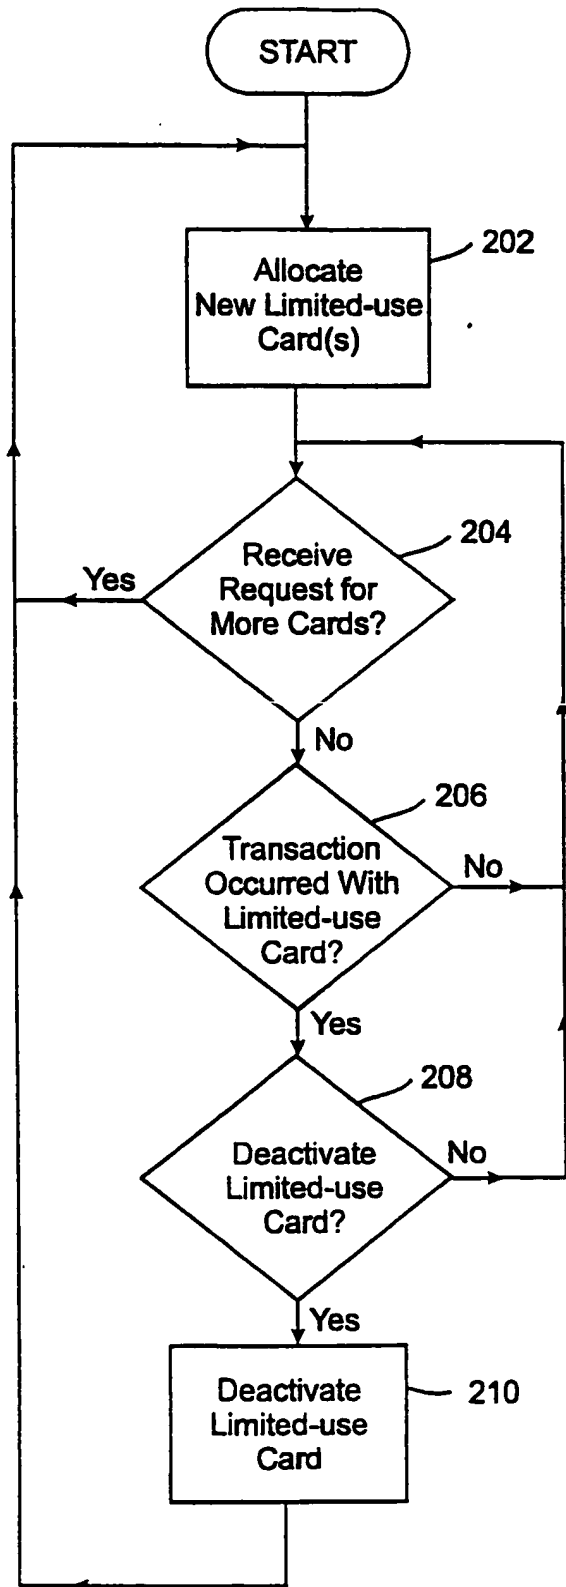 START
202
Allocate
New Limited-use
Card(s)
204
Receive
Request for
More Cards?
Yes
No
206
Transaction
Occurred With
Limited-use
Card?
No
Yes
208
Deactivate
Limited-use
Card?
No
Yes
210
Deactivate
Limited-use
Card